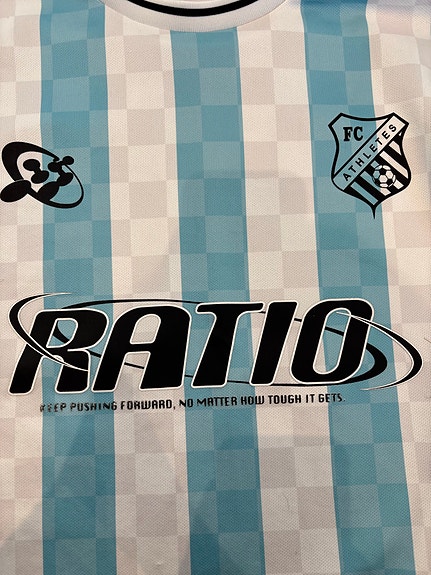 FC
ATHLETES
RATIO
KEEP PUSHING FORWARD, NO MATTER HOW TOUGH IT GETS.